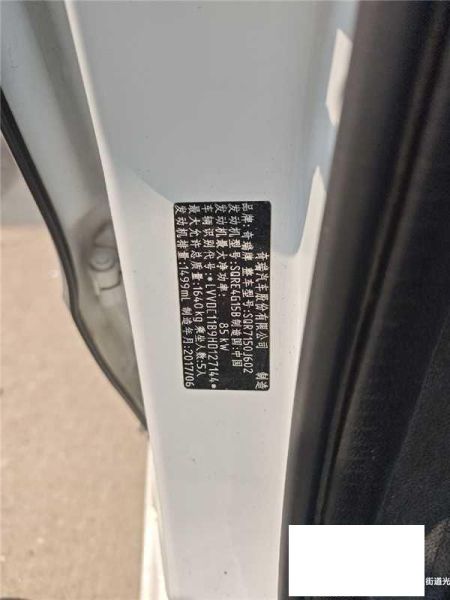 奇瑞汽车股份有限公司 制造
品牌:奇瑞牌 整车型号:SQR7150J602
发动机型号:SQRE4G15B 制造国:中国
发动机最大净功率: 85 kW
车辆识别代号:*LVVDC11B9HD127144*
最大允许总质量:1640kg 乘坐人数:5人
发动机排量:1499mL 制造年月:2017/06
街道光